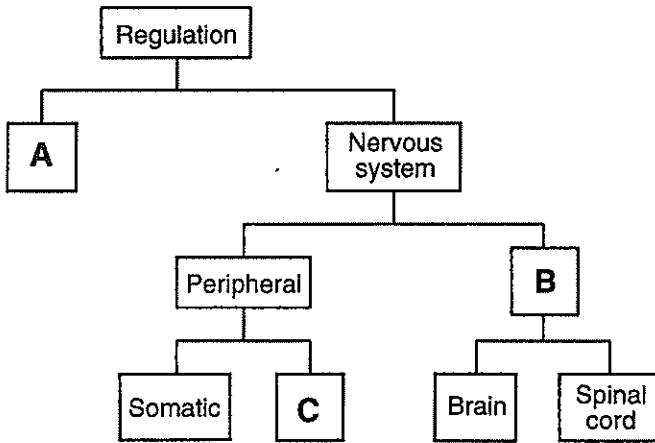 Regulation
A
Nervous
system
Peripheral
B
Somatic
C
Brain
Spinal
cord